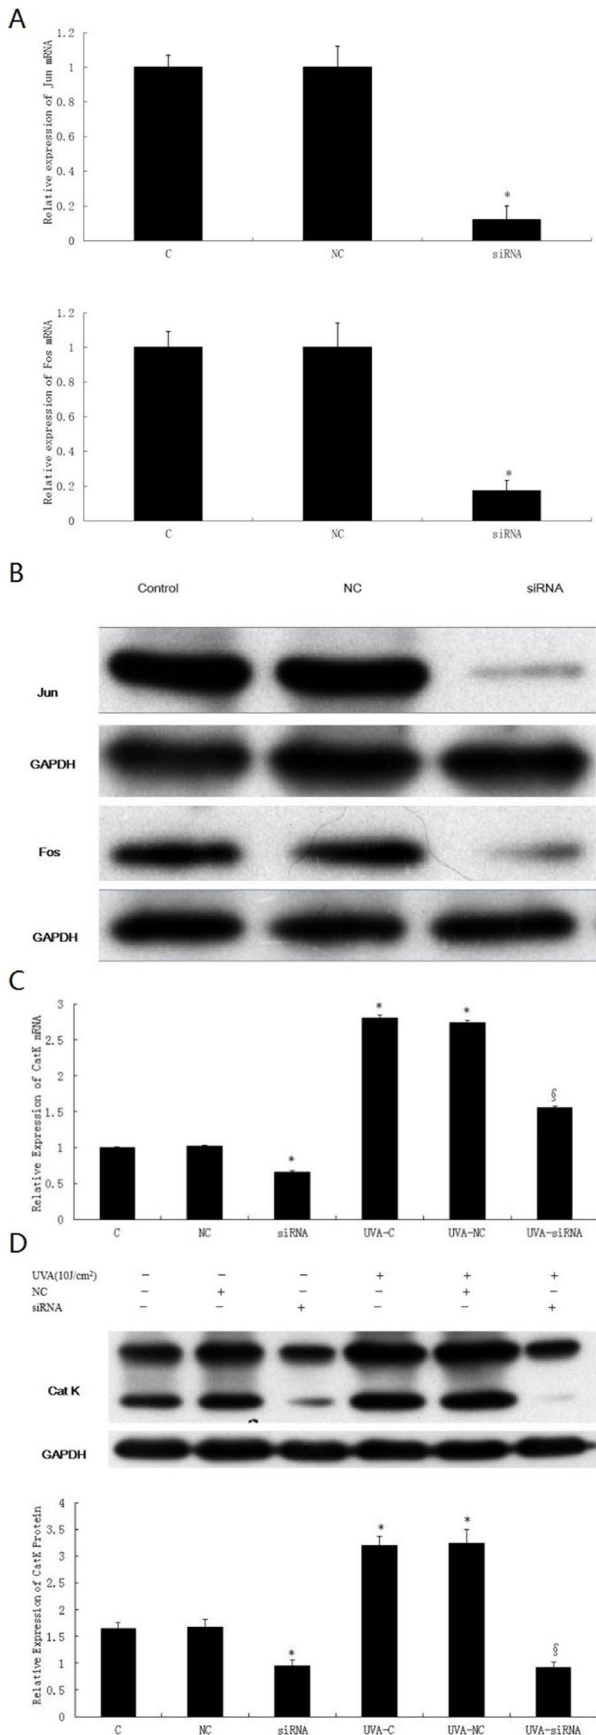 A
Relative expression of Jun mRNA
1.2
1
0.8
0.6
0.4
0.2
0
*
C NC siRNA
Relative expression of Fos mRNA
1.2
1
0.8
0.6
0.4
0.2
0
*
C NC siRNA
B
Control NC siRNA
Jun
GAPDH
Fos
GAPDH
C
Relative Expression of CatK mRNA
3
2.5
2
1.5
1
0.5
0
* * * §
C NC siRNA UVA-C UVA-NC UVA-siRNA
D
UVA(10J/cm²) − − − + + +
NC − + − − + −
siRNA − − + − − +
Cat K
GAPDH
Relative Expression of CatK Protein
4
3.5
3
2.5
2
1.5
1
0.5
0
* * * §
C NC siRNA UVA-C UVA-NC UVA-siRNA